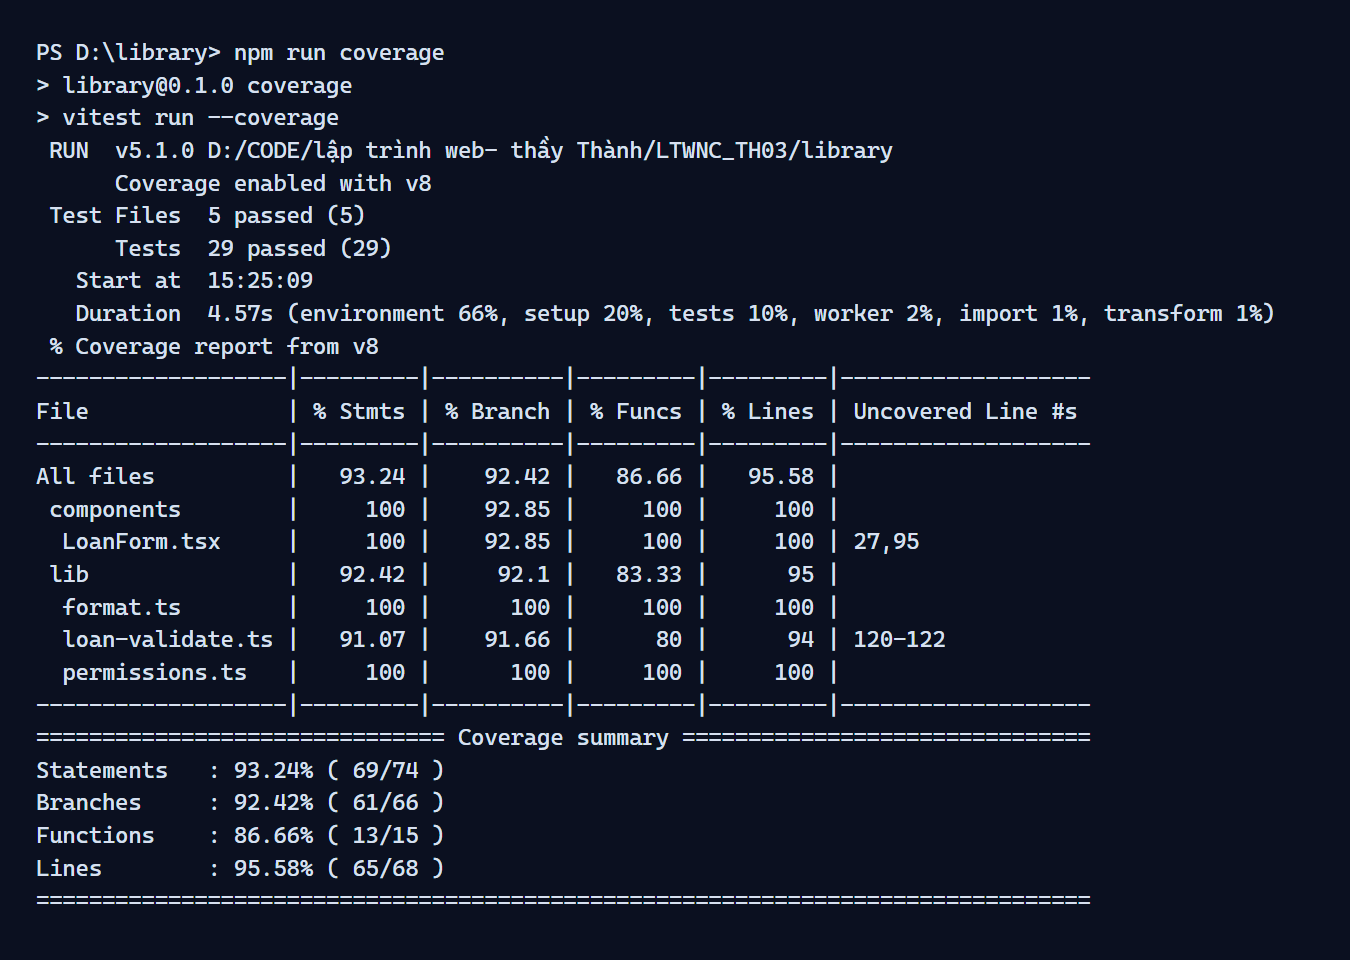 PS D:\library> npm run coverage
> library@0.1.0 coverage
> vitest run --coverage
 RUN  v5.1.0 D:/CODE/lập trình web- thầy Thành/LTWNC_TH03/library
      Coverage enabled with v8
 Test Files  5 passed (5)
      Tests  29 passed (29)
   Start at  15:25:09
   Duration  4.57s (environment 66%, setup 20%, tests 10%, worker 2%, import 1%, transform 1%)
 % Coverage report from v8
-------------------|---------|----------|---------|---------|-------------------
File               | % Stmts | % Branch | % Funcs | % Lines | Uncovered Line #s
-------------------|---------|----------|---------|---------|-------------------
All files          |   93.24 |    92.42 |   86.66 |   95.58 |
 components        |     100 |    92.85 |     100 |     100 |
  LoanForm.tsx     |     100 |    92.85 |     100 |     100 | 27,95
 lib               |   92.42 |     92.1 |   83.33 |      95 |
  format.ts        |     100 |      100 |     100 |     100 |
  loan-validate.ts |   91.07 |    91.66 |      80 |      94 | 120-122
  permissions.ts   |     100 |      100 |     100 |     100 |
-------------------|---------|----------|---------|---------|-------------------
=============================== Coverage summary ===============================
Statements   : 93.24% ( 69/74 )
Branches     : 92.42% ( 61/66 )
Functions    : 86.66% ( 13/15 )
Lines        : 95.58% ( 65/68 )
================================================================================